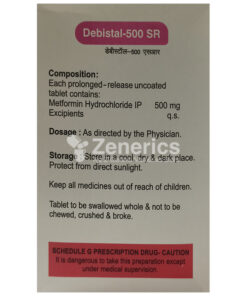 Debistal-500 SR
डेबीस्टॉल-500 एसआर
Composition:
Each prolonged-release uncoated
tablet contains:
Metformin Hydrochloride IP 500 mg
Excipients q.s.
Dosage : As directed by the Physician.
Zenerics
Storage: Store in a cool, dry & dark place.
Protect from direct sunlight.
Keep all medicines out of reach of children.
Tablet to be swallowed whole & not to be
chewed, crushed & broke.
SCHEDULE G PRESCRIPTION DRUG- CAUTION
It is dangerous to take this preparation except
under medical supervision.